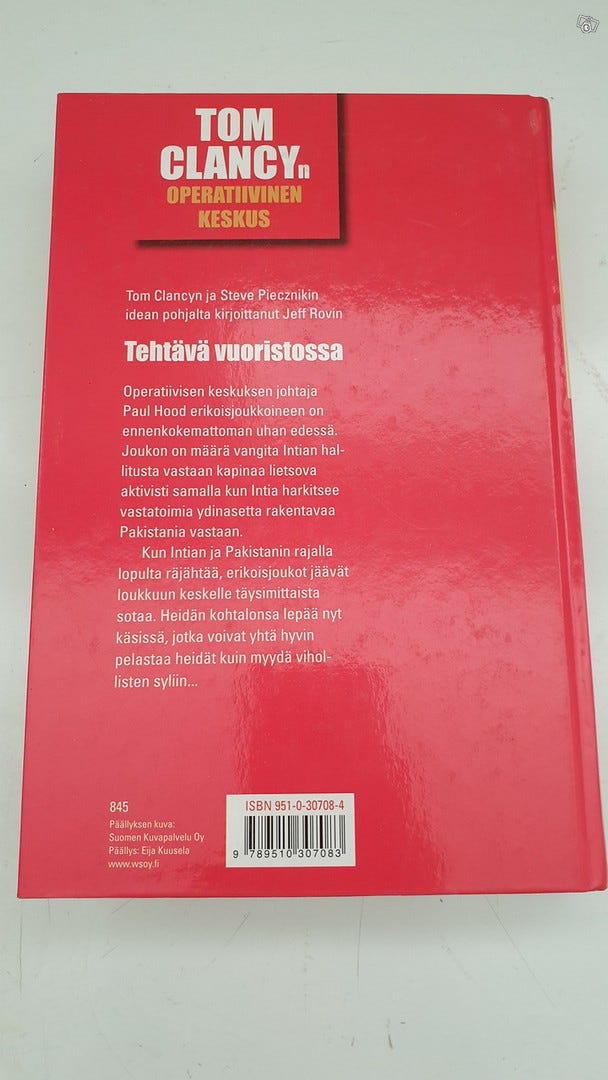 TOM
CLANCYn
OPERATIIVINEN
KESKUS
Tom Clancyn ja Steve Piecznikin
idean pohjalta kirjoittanut Jeff Rovin
Tehtävä vuoristossa
Operatiivisen keskuksen johtaja
Paul Hood erikoisjoukkoineen on
ennenkokemattoman uhan edessä.
Joukon on määrä vangita Intian hal-
litusta vastaan kapinaa lietsova
aktivisti samalla kun Intia harkitsee
vastatoimia ydinasetta rakentavaa
Pakistania vastaan.
Kun Intian ja Pakistanin rajalla
lopulta räjähtää, erikoisjoukot jäävät
loukkuun keskelle täysimittaista
sotaa. Heidän kohtalonsa lepää nyt
käsissä, jotka voivat yhtä hyvin
pelastaa heidät kuin myydä vihol-
listen syliin...
845
Päällyksen kuva:
Suomen Kuvapalvelu Oy
Päällys: Eija Kuusela
www.wsoy.fi
ISBN 951-0-30708-4
9 789510 307083